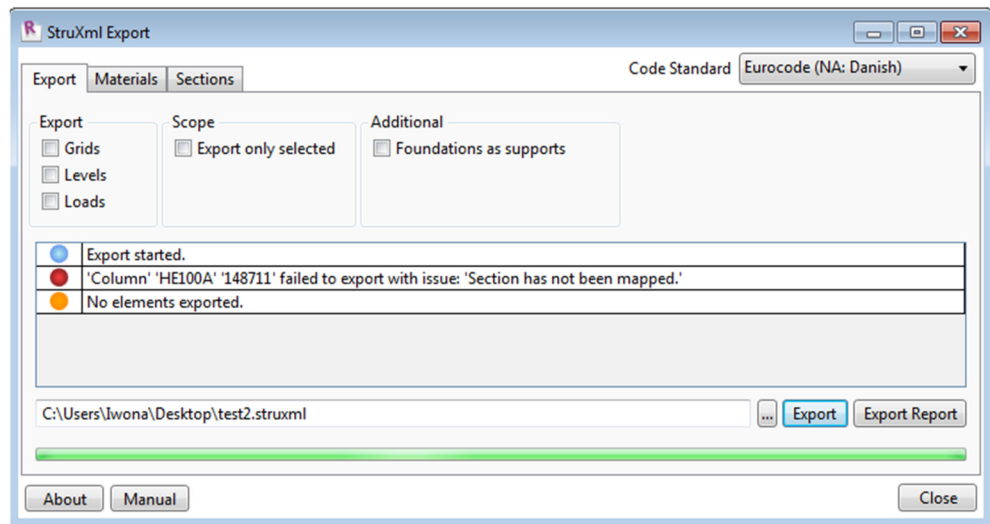 StruXml Export
Code Standard Eurocode (NA: Danish)
Export Materials Sections
Export Scope Additional
Grids Export only selected Foundations as supports
Levels
Loads
Export started.
'Column' 'HE100A' '148711' failed to export with issue: 'Section has not been mapped.'
No elements exported.
C:\Users\Iwona\Desktop\test2.struxml ... Export Export Report
About Manual Close